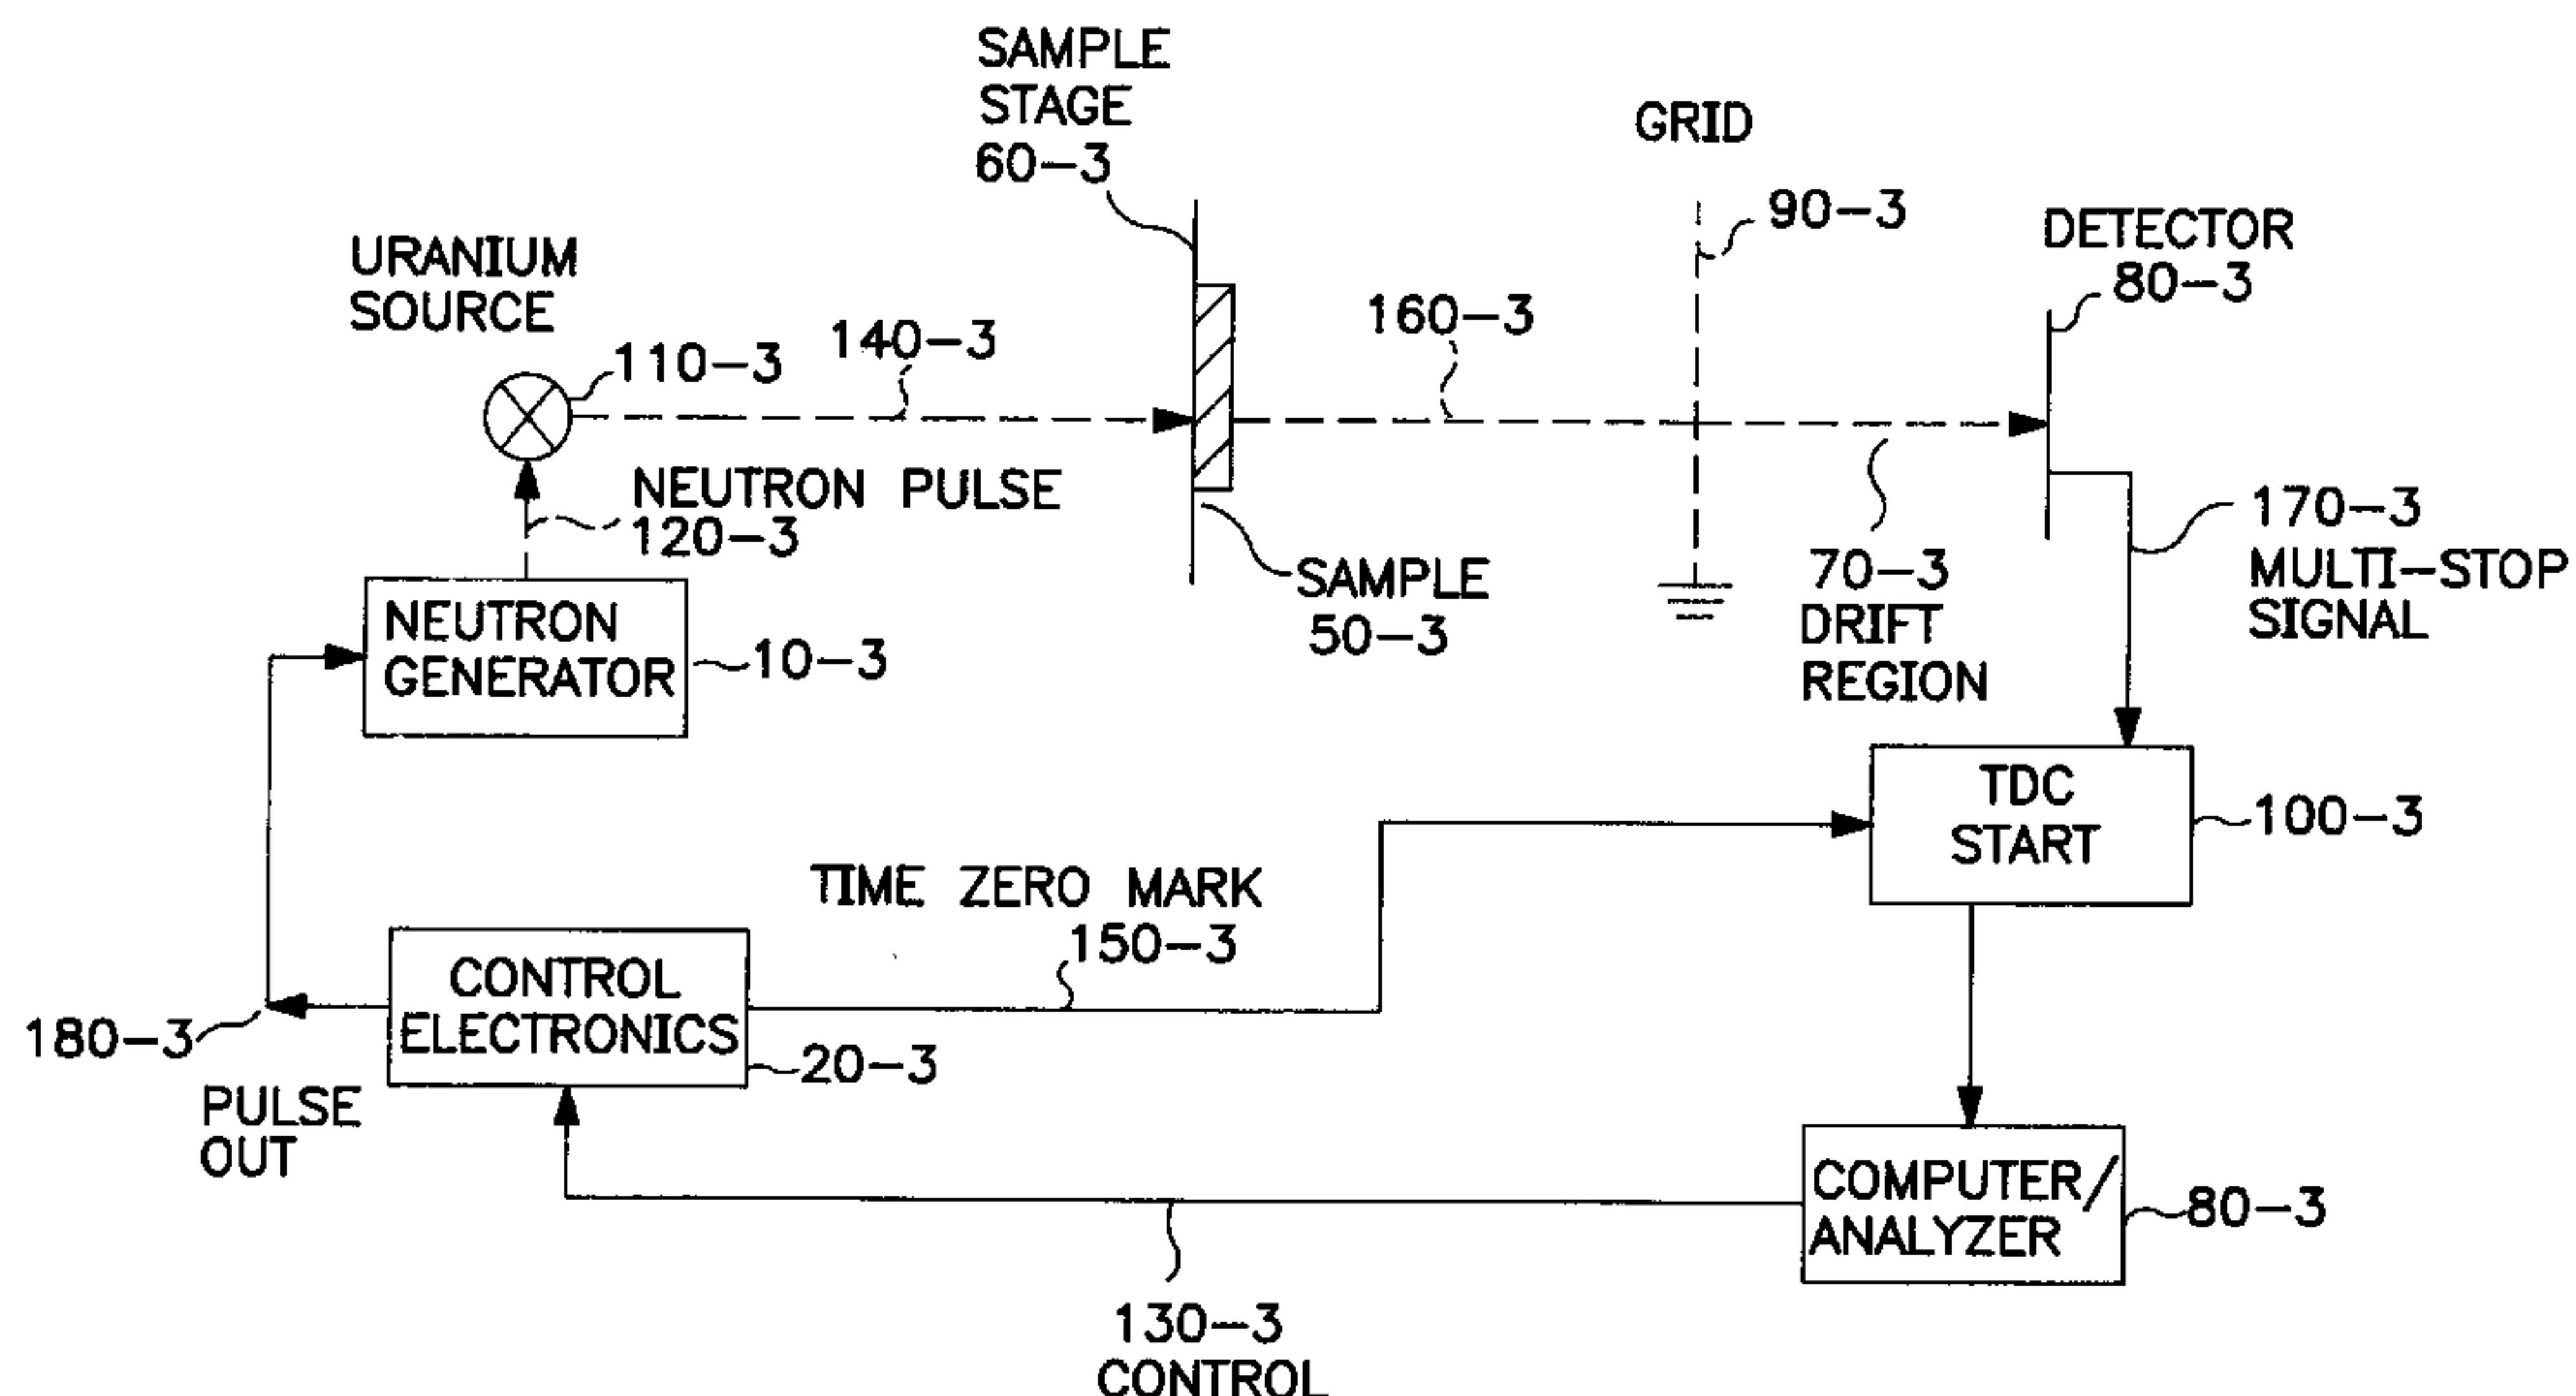 SAMPLE
STAGE
60-3
GRID
90-3
DETECTOR
80-3
URANIUM
SOURCE
110-3
140-3
160-3
NEUTRON PULSE
120-3
SAMPLE
50-3
70-3
DRIFT
REGION
170-3
MULTI-STOP
SIGNAL
NEUTRON
GENERATOR
10-3
TDC
START
100-3
TIME ZERO MARK
150-3
CONTROL
ELECTRONICS
20-3
180-3
PULSE
OUT
COMPUTER/
ANALYZER
80-3
130-3
CONTROL